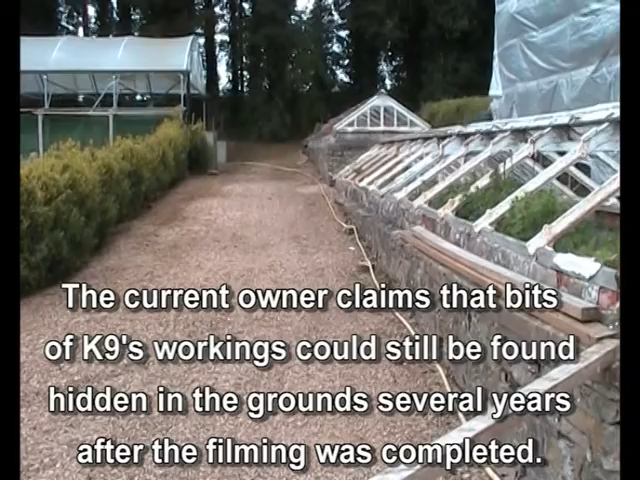 The current owner claims that bits
of K9's workings could still be found
hidden in the grounds several years
after the filming was completed.